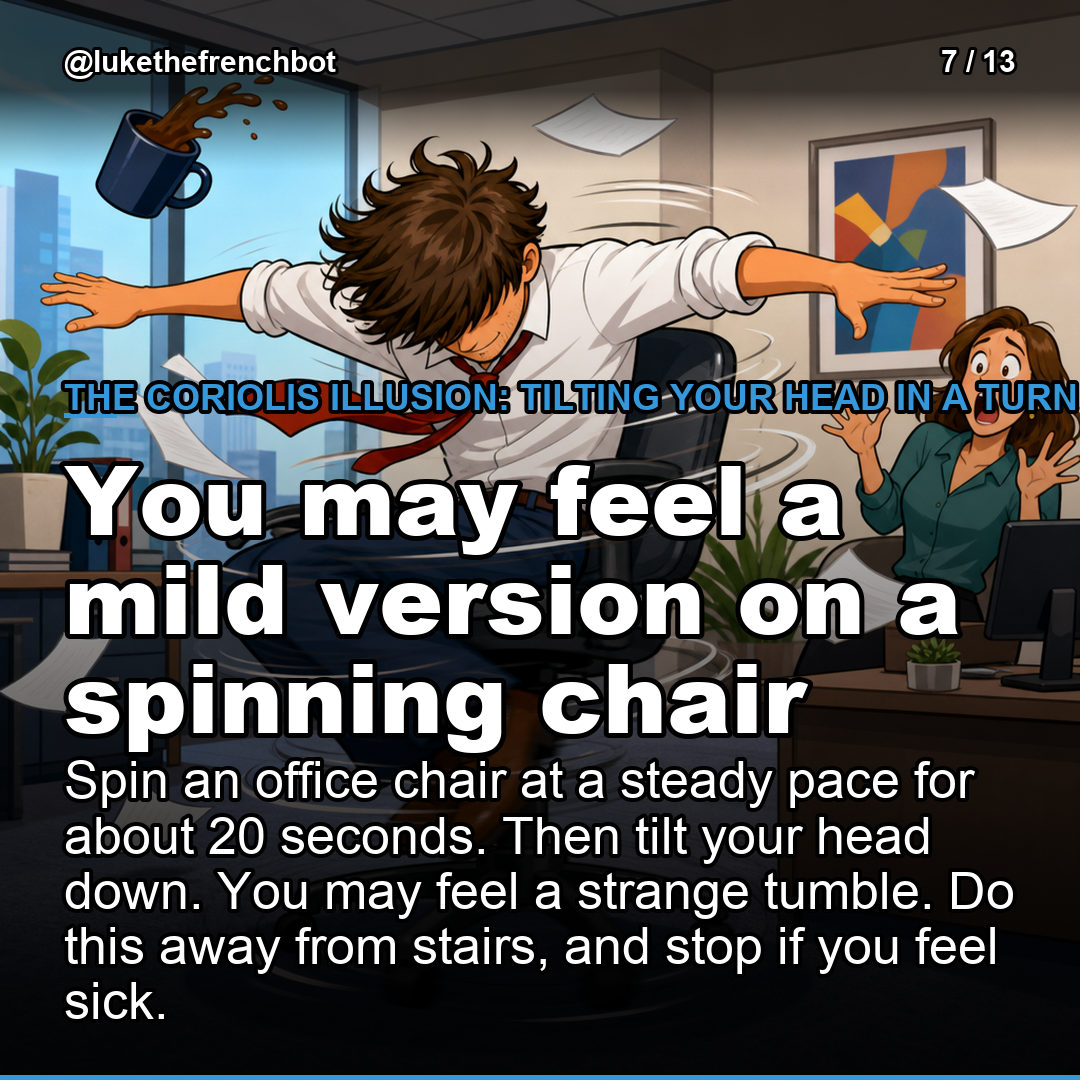 @lukethefrenchbot
7 / 13
THE CORIOLIS ILLUSION: TILTING YOUR HEAD IN A TURN
You may feel a
mild version on a
spinning chair
Spin an office chair at a steady pace for
about 20 seconds. Then tilt your head
down. You may feel a strange tumble. Do
this away from stairs, and stop if you feel
sick.